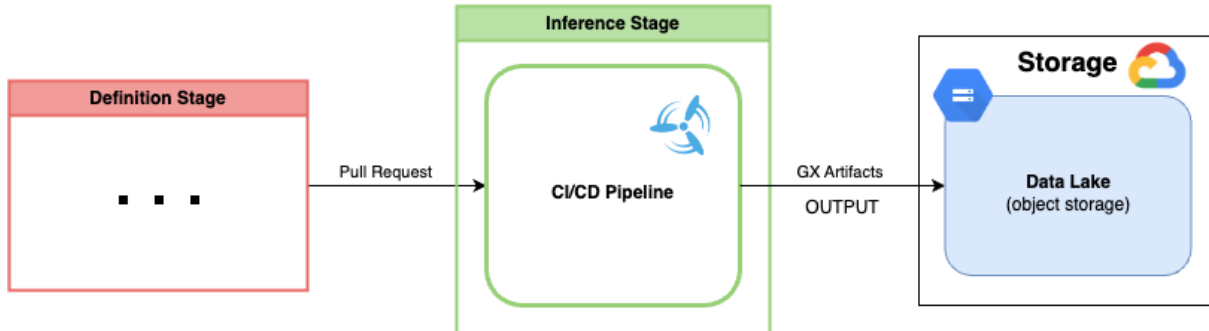 Inference Stage
Storage
Definition Stage
Pull Request
GX Artifacts
CI/CD Pipeline
Data Lake
OUTPUT
(object storage)